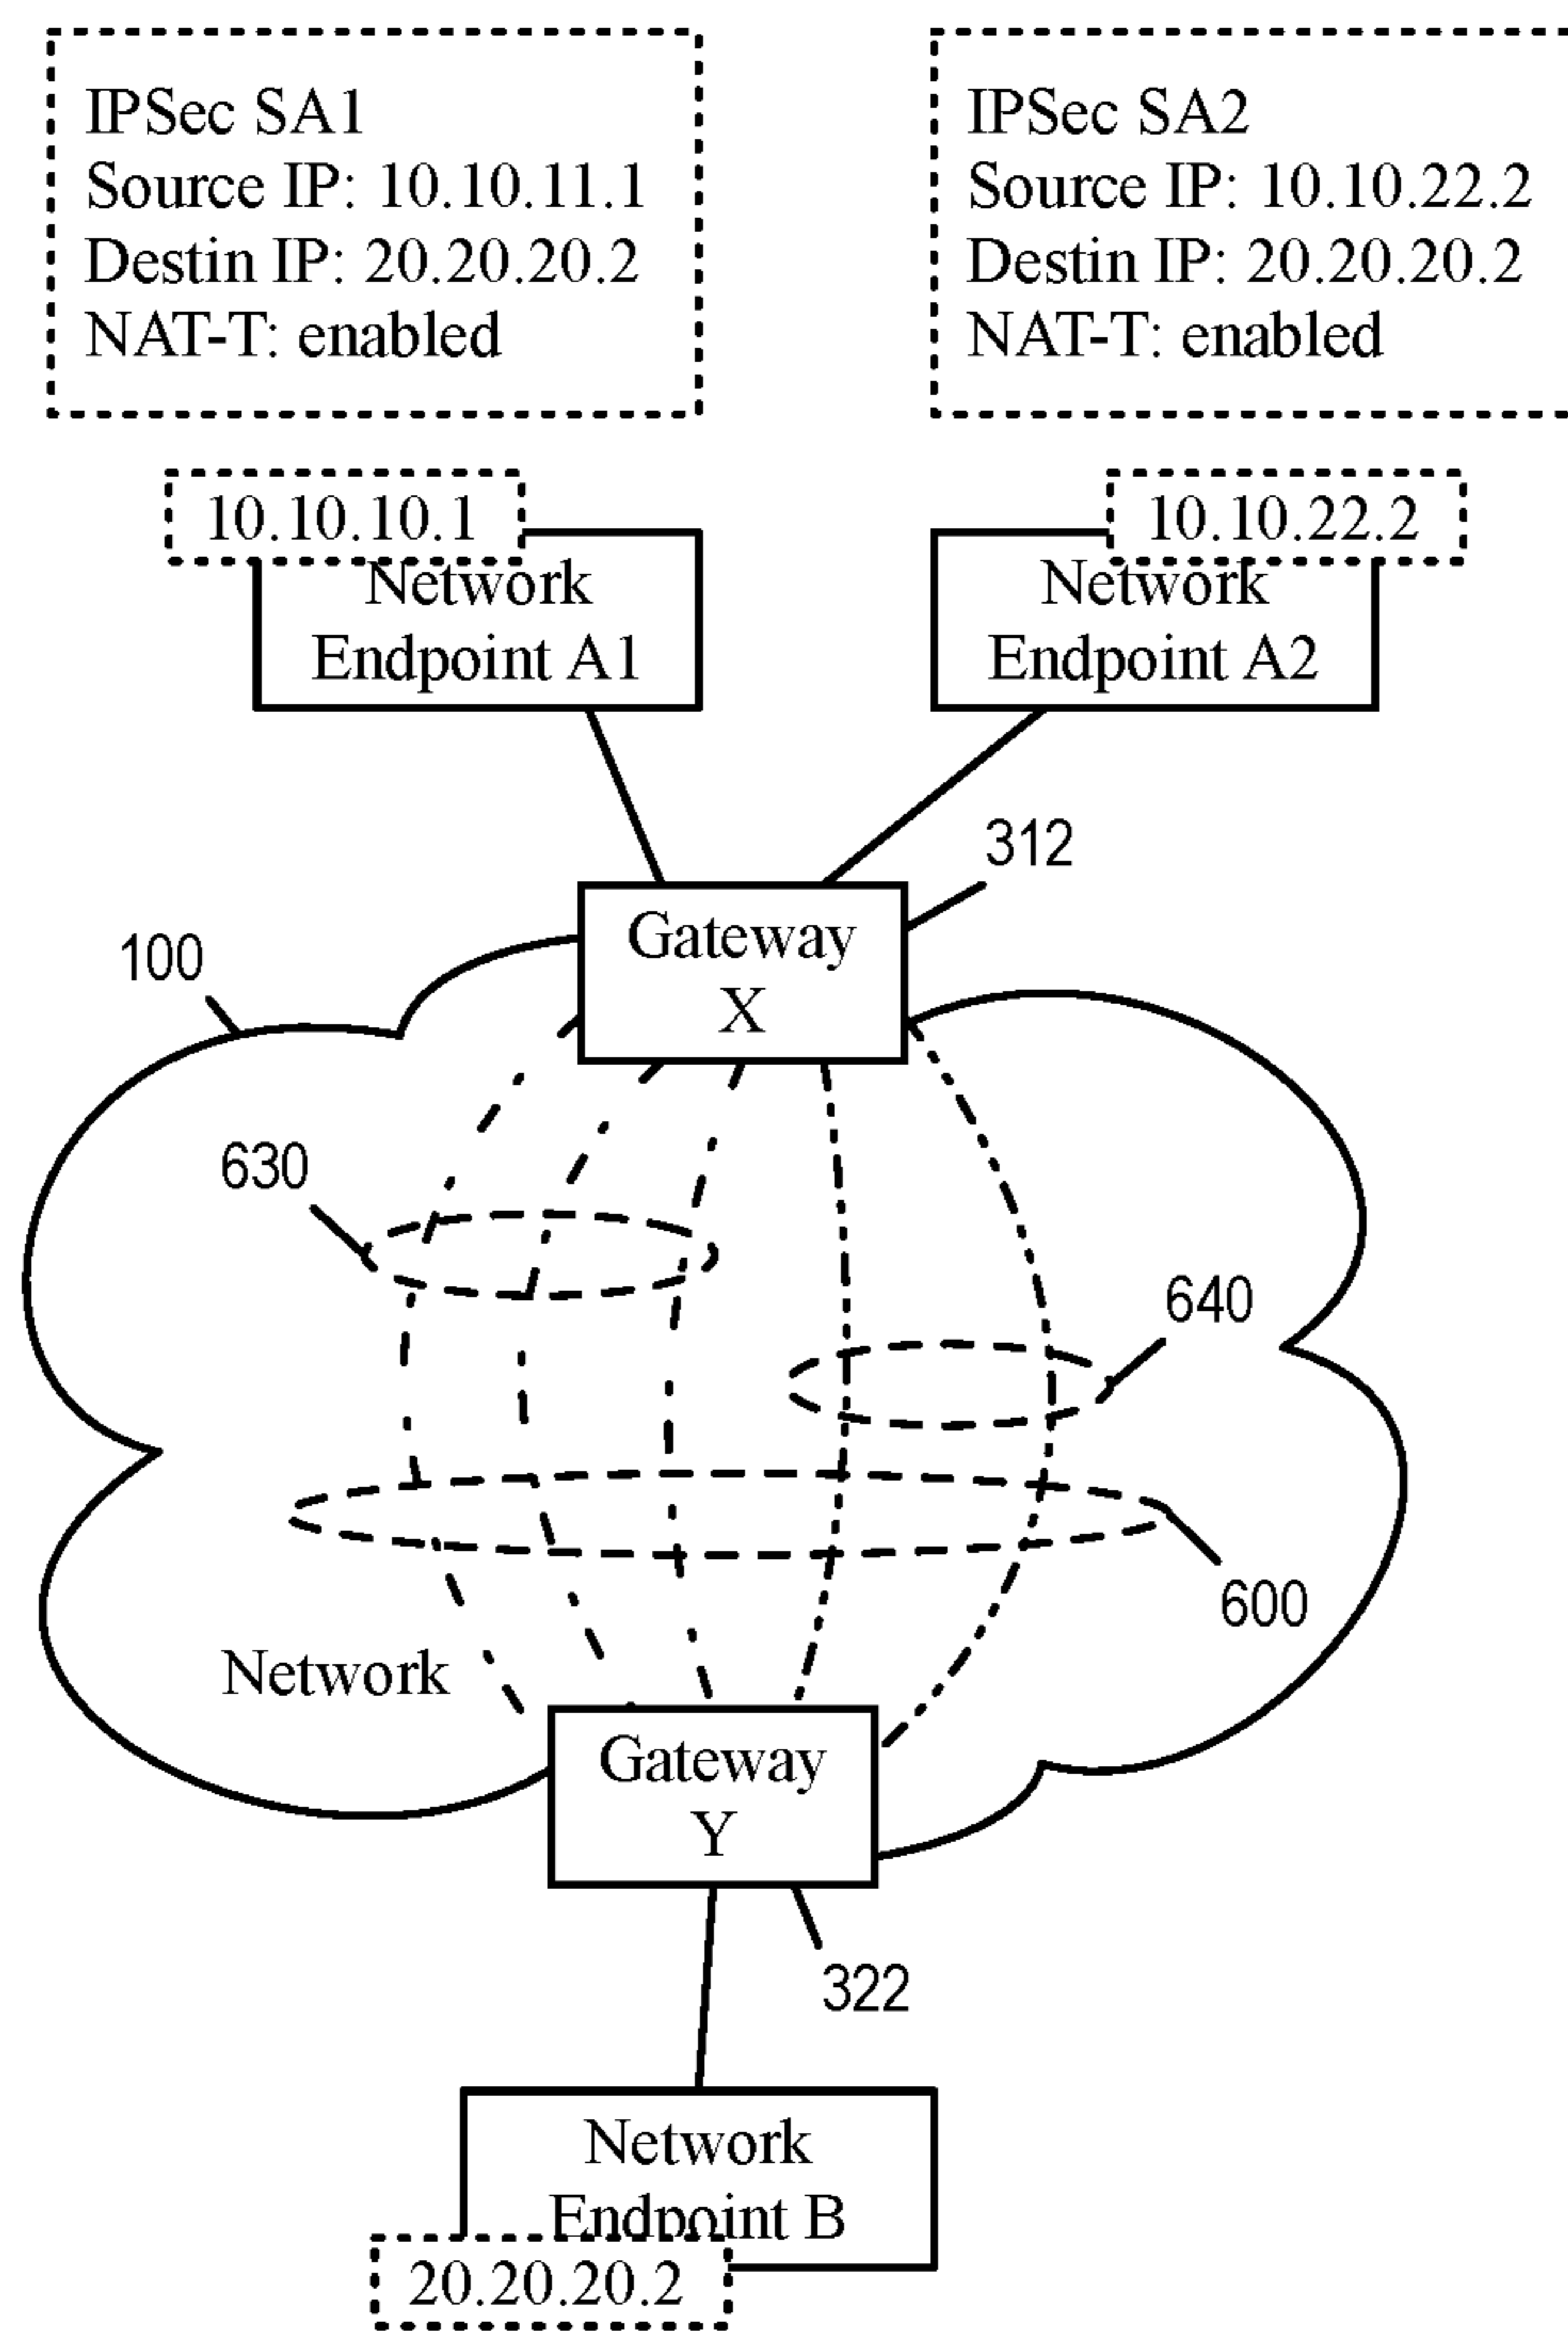 IPSec SA1
Source IP: 10.10.11.1
Destin IP: 20.20.20.2
NAT-T: enabled
IPSec SA2
Source IP: 10.10.22.2
Destin IP: 20.20.20.2
NAT-T: enabled
10.10.10.1
Network
Endpoint A1
10.10.22.2
Network
Endpoint A2
312
Gateway
X
100
630
640
600
Network
Gateway
Y
322
Network
Endpoint B
20.20.20.2